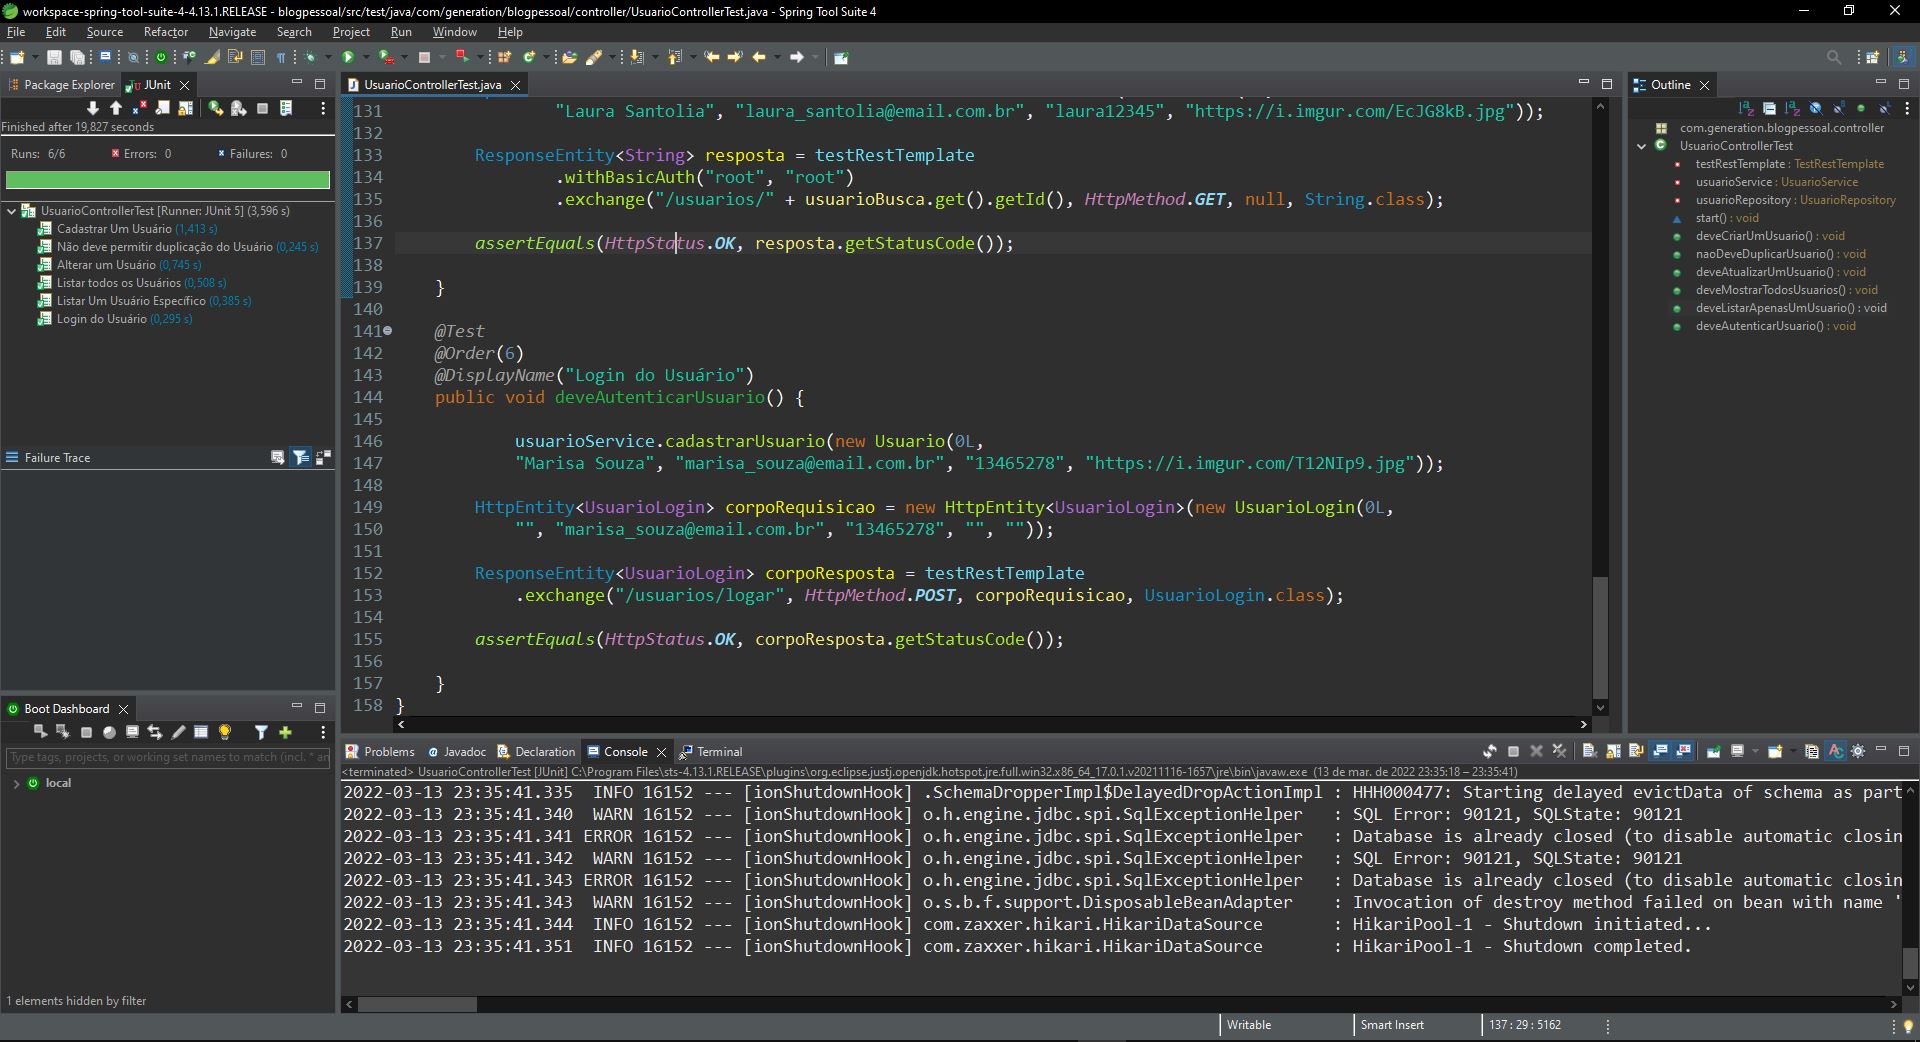 workspace-spring-tool-suite-4-4.13.1.RELEASE - blogpessoal/src/test/java/com/generation/blogpessoal/controller/UsuarioControllerTest.java - Spring Tool Suite 4
File Edit Source Refactor Navigate Search Project Run Window Help
Package Explorer JUnit
Finished after 19,827 seconds
Runs: 6/6 Errors: 0 Failures: 0
UsuarioControllerTest [Runner: JUnit 5] (3,596 s)
Cadastrar Um Usuário (1,413 s)
Não deve permitir duplicação do Usuário (0,245 s)
Alterar um Usuário (0,745 s)
Listar todos os Usuários (0,508 s)
Listar Um Usuário Específico (0,385 s)
Login do Usuário (0,295 s)
Failure Trace
Boot Dashboard
Type tags, projects, or working set names to match (incl. * an
local
1 elements hidden by filter
UsuarioControllerTest.java
131 "Laura Santolia", "laura_santolia@email.com.br", "laura12345", "https://i.imgur.com/EcJG8kB.jpg"));
132
133 ResponseEntity<String> resposta = testRestTemplate
134 .withBasicAuth("root", "root")
135 .exchange("/usuarios/" + usuarioBusca.get().getId(), HttpMethod.GET, null, String.class);
136
137 assertEquals(HttpStatus.OK, resposta.getStatusCode());
138
139 }
140
141 @Test
142 @Order(6)
143 @DisplayName("Login do Usuário")
144 public void deveAutenticarUsuario() {
145
146 usuarioService.cadastrarUsuario(new Usuario(0L,
147 "Marisa Souza", "marisa_souza@email.com.br", "13465278", "https://i.imgur.com/T12NIp9.jpg"));
148
149 HttpEntity<UsuarioLogin> corpoRequisicao = new HttpEntity<UsuarioLogin>(new UsuarioLogin(0L,
150 "", "marisa_souza@email.com.br", "13465278", "", ""));
151
152 ResponseEntity<UsuarioLogin> corpoResposta = testRestTemplate
153 .exchange("/usuarios/logar", HttpMethod.POST, corpoRequisicao, UsuarioLogin.class);
154
155 assertEquals(HttpStatus.OK, corpoResposta.getStatusCode());
156
157 }
158 }
Outline
com.generation.blogpessoal.controller
UsuarioControllerTest
testRestTemplate : TestRestTemplate
usuarioService : UsuarioService
usuarioRepository : UsuarioRepository
start() : void
deveCriarUmUsuario() : void
naoDeveDuplicarUsuario() : void
deveAtualizarUmUsuario() : void
deveMostrarTodosUsuarios() : void
deveListarApenasUmUsuario() : void
deveAutenticarUsuario() : void
Problems Javadoc Declaration Console Terminal
<terminated> UsuarioControllerTest [JUnit] C:\Program Files\sts-4.13.1.RELEASE\plugins\org.eclipse.justj.openjdk.hotspot.jre.full.win32.x86_64_17.0.1.v20211116-1657\jre\bin\javaw.exe (13 de mar. de 2022 23:35:18 – 23:35:41)
2022-03-13 23:35:41.335 INFO 16152 --- [ionShutdownHook] .SchemaDropperImpl$DelayedDropActionImpl : HHH000477: Starting delayed evictData of schema as part
2022-03-13 23:35:41.340 WARN 16152 --- [ionShutdownHook] o.h.engine.jdbc.spi.SqlExceptionHelper : SQL Error: 90121, SQLState: 90121
2022-03-13 23:35:41.341 ERROR 16152 --- [ionShutdownHook] o.h.engine.jdbc.spi.SqlExceptionHelper : Database is already closed (to disable automatic closin
2022-03-13 23:35:41.342 WARN 16152 --- [ionShutdownHook] o.h.engine.jdbc.spi.SqlExceptionHelper : SQL Error: 90121, SQLState: 90121
2022-03-13 23:35:41.343 ERROR 16152 --- [ionShutdownHook] o.h.engine.jdbc.spi.SqlExceptionHelper : Database is already closed (to disable automatic closin
2022-03-13 23:35:41.343 WARN 16152 --- [ionShutdownHook] o.s.b.f.support.DisposableBeanAdapter : Invocation of destroy method failed on bean with name '
2022-03-13 23:35:41.344 INFO 16152 --- [ionShutdownHook] com.zaxxer.hikari.HikariDataSource : HikariPool-1 - Shutdown initiated...
2022-03-13 23:35:41.351 INFO 16152 --- [ionShutdownHook] com.zaxxer.hikari.HikariDataSource : HikariPool-1 - Shutdown completed.
Writable Smart Insert 137 : 29 : 5162